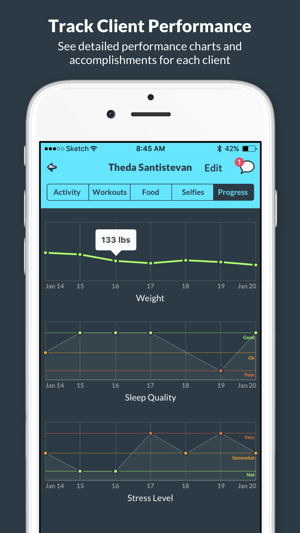 Track Client Performance
See detailed performance charts and
accomplishments for each client
Sketch 8:45 AM 42%
Theda Santistevan Edit 1
Activity Workouts Food Selfies Progress
133 lbs
Jan 14 15 16 17 18 19 Jan 20
Weight
Good
Ok
Poor
Jan 14 15 16 17 18 19 Jan 20
Sleep Quality
Very
Somewhat
Not
Jan 14 15 16 17 18 19 Jan 20
Stress Level